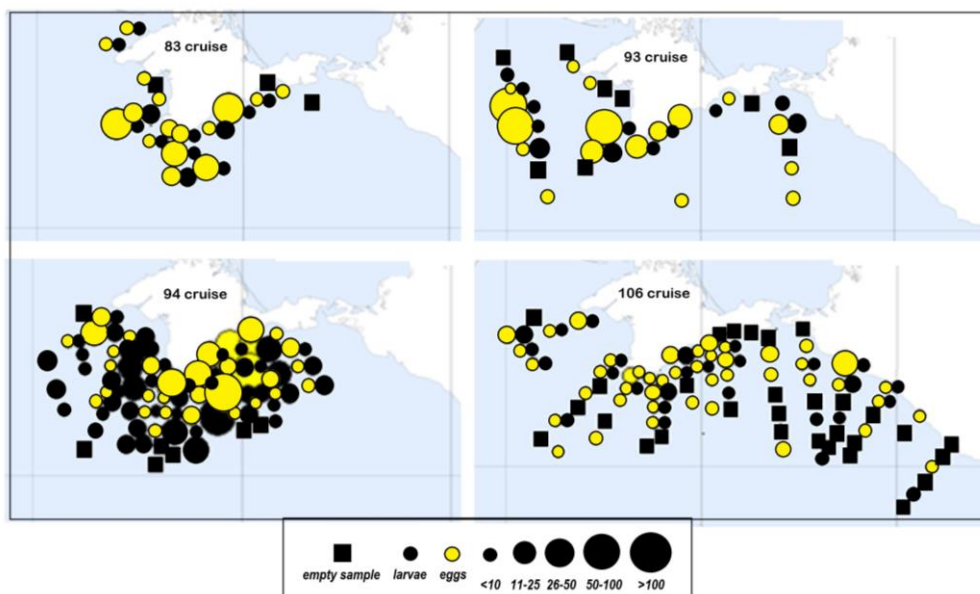 83 cruise
93 cruise
94 cruise
106 cruise
empty sample larvae eggs <10 11-25 26-50 50-100 >100